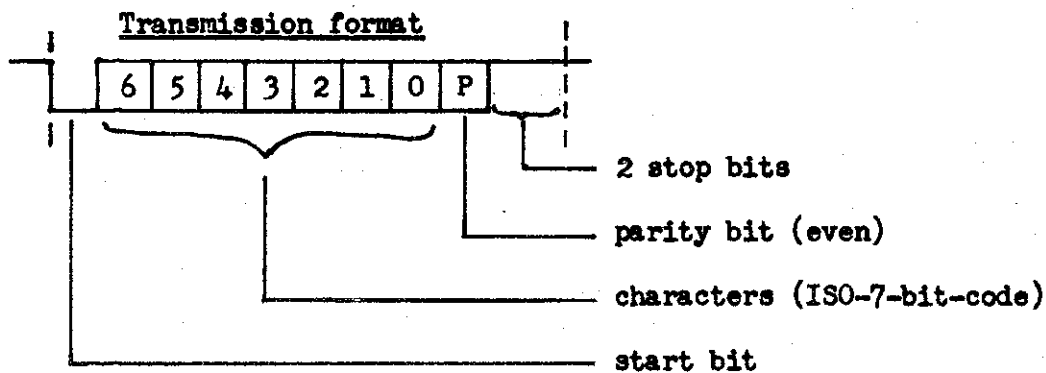 Transmission format
6 5 4 3 2 1 0 P
2 stop bits
parity bit (even)
characters (ISO-7-bit-code)
start bit